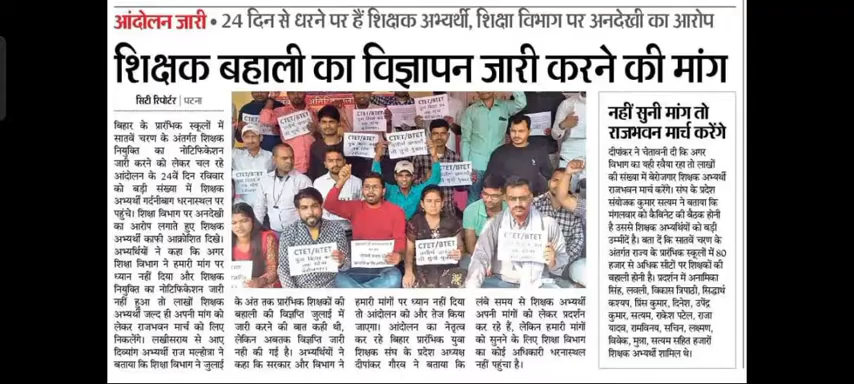 आंदोलन जारी • 24 दिन से धरने पर हैं शिक्षक अभ्यर्थी, शिक्षा विभाग पर अनदेखी का आरोप
शिक्षक बहाली का विज्ञापन जारी करने की मांग
सिटी रिपोर्टर | पटना
बिहार के प्रारंभिक स्कूलों में
सातवें चरण के अंतर्गत शिक्षक
नियुक्ति का नोटिफिकेशन
जारी करने को लेकर चल रहे
आंदोलन के 24वें दिन रविवार
को बड़ी संख्या में शिक्षक
अभ्यर्थी गर्दनीबाग धरनास्थल पर
पहुंचे। शिक्षा विभाग पर अनदेखी
का आरोप लगाते हुए शिक्षक
अभ्यर्थी काफी आक्रोशित दिखे।
अभ्यर्थियों ने कहा कि अगर
शिक्षा विभाग ने हमारी मांग पर
ध्यान नहीं दिया और शिक्षक
नियुक्ति का नोटिफिकेशन जारी
नहीं हुआ तो लाखों शिक्षक
अभ्यर्थी जल्द ही अपनी मांग को
लेकर राजभवन मार्च को लिए
निकलेंगे। लखीसराय से आए
दिव्यांग अभ्यर्थी राज मल्होत्रा ने
बताया कि शिक्षा विभाग ने जुलाई
के अंत तक प्रारंभिक शिक्षकों की
बहाली की विज्ञप्ति जुलाई में
जारी करने की बात कही थी,
लेकिन अबतक विज्ञप्ति जारी
नही की गई है। अभ्यर्थियों ने
कहा कि सरकार और विभाग ने
हमारी मांगों पर ध्यान नहीं दिया
तो आंदोलन को और तेज किया
जाएगा। आंदोलन का नेतृत्व
कर रहे बिहार प्रारंभिक युवा
शिक्षक संघ के प्रदेश अध्यक्ष
दीपांकर गौरव ने बताया कि
लंबे समय से शिक्षक अभ्यर्थी
अपनी मांगों को लेकर प्रदर्शन
कर रहे हैं, लेकिन हमारी मांगों
को सुनने के लिए शिक्षा विभाग
का कोई अधिकारी धरनास्थल
नहीं पहुंचा है।
CTET/BTET
CTET/BTET
CTET/BTET
CTET/BTET
CTET/BTET
CTET/BTET
नहीं सुनी मांग तो
राजभवन मार्च करेंगे
दीपांकर ने चेतावनी दी कि अगर
विभाग का यही रवैया रहा तो लाखों
की संख्या में बेरोजगार शिक्षक अभ्यर्थी
राजभवन मार्च करेंगे। संघ के प्रदेश
संयोजक कुमार सत्यम ने बताया कि
मंगलवार को कैबिनेट की बैठक होनी
है उससे शिक्षक अभ्यर्थियों को बड़ी
उम्मीदें है। बता दें कि सातवें चरण के
अंतर्गत राज्य के प्रारंभिक स्कूलों में 80
हजार से अधिक सीटों पर शिक्षकों की
बहाली होनी है। प्रदर्शन में अनामिका
सिंह, लवली, विकास त्रिपाठी, सिद्धार्थ
कश्यप, प्रिंस कुमार, दिनेश, उपेंद्र
कुमार, सत्यम, राकेश पटेल, राजा
यादव, रामविनय, सचिन, लक्ष्मण,
विवेक, मुन्ना, सत्यम सहित हजारों
शिक्षक अभ्यर्थी शामिल थे।